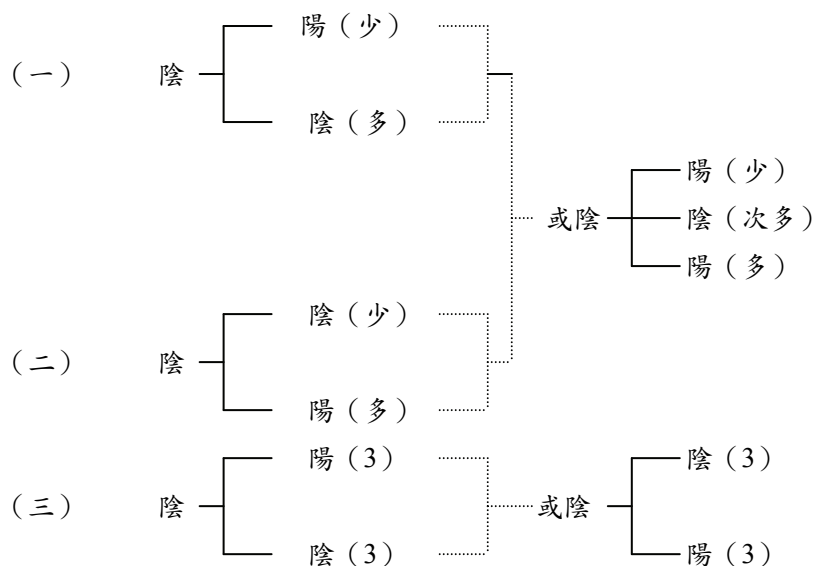 陽（少）
（一） 陰
陰（多）
陽（少）
或陰 陰（次多）
陽（多）
陰（少）
（二） 陰
陽（多）
陽（3） 陰（3）
（三） 陰 或陰
陰（3） 陽（3）